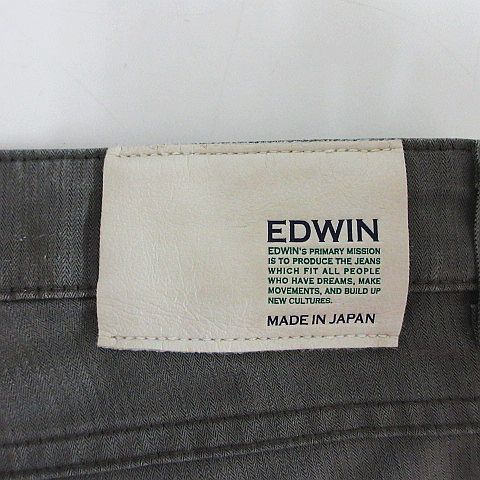 EDWIN
EDWIN'S PRIMARY MISSION
IS TO PRODUCE THE JEANS
WHICH FIT ALL PEOPLE
WHO HAVE DREAMS, MAKE
MOVEMENTS, AND BUILD UP
NEW CULTURES.
MADE IN JAPAN